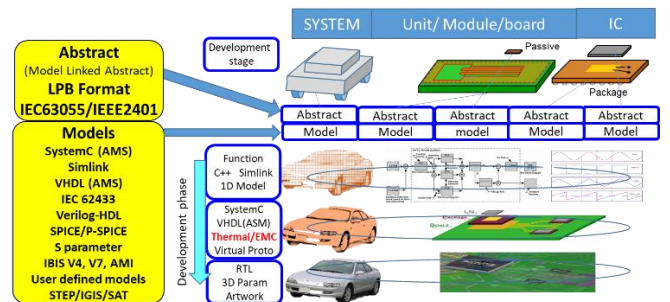 SYSTEM
Unit/ Module/board
IC
Abstract
(Model Linked Abstract)
LPB Format
IEC63055/IEEE2401
Development
stage
Passive
Package
Abstract
Abstract
Abstract
Abstract
Abstract
Model
Model
model
Model
Model
Models
SystemC (AMS)
Simlink
VHDL (AMS)
IEC 62433
Verilog-HDL
SPICE/P-SPICE
S parameter
IBIS V4, V7, AMI
User defined models
STEP/IGIS/SAT
Development phase
Function
C++ Simlink
1D Model
SystemC
VHDL(ASM)
Thermal/EMC
Virtual Proto
RTL
3D Param
Artwork